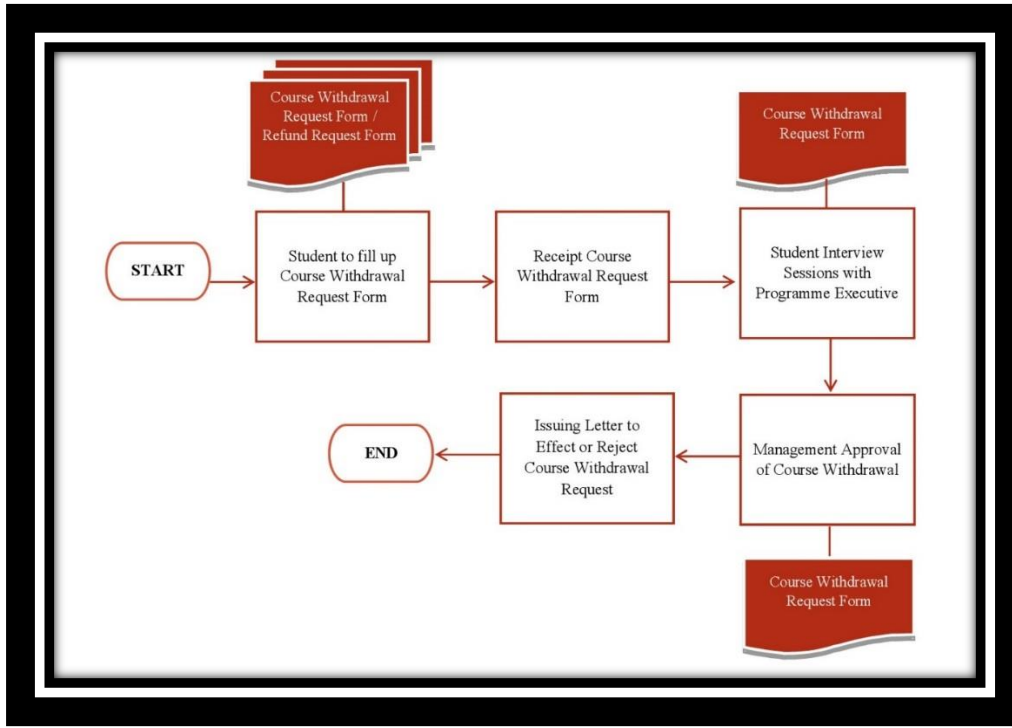 Course Withdrawal
Request Form /
Refund Request Form
Course Withdrawal
Request Form
START
Student to fill up
Course Withdrawal
Request Form
Receipt Course
Withdrawal Request
Form
Student Interview
Sessions with
Programme Executive
END
Issuing Letter to
Effect or Reject
Course Withdrawal
Request
Management Approval
of Course Withdrawal
Course Withdrawal
Request Form